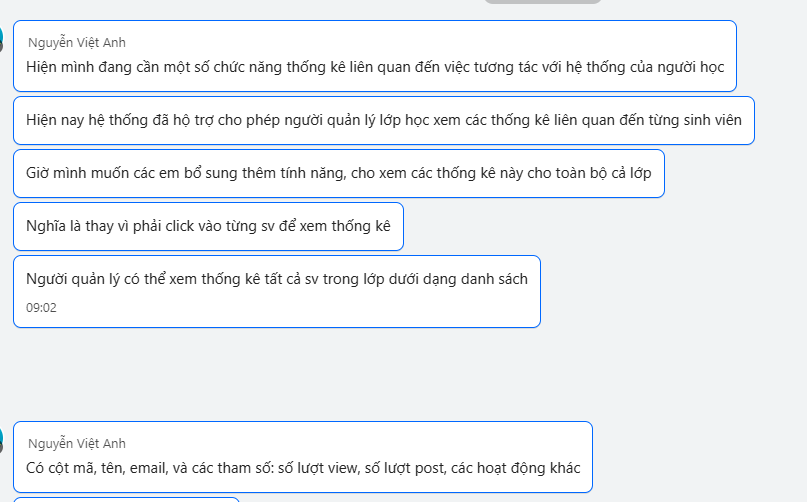 Nguyễn Việt Anh
Hiện mình đang cần một số chức năng thống kê liên quan đến việc tương tác với hệ thống của người học
Hiện nay hệ thống đã hộ trợ cho phép người quản lý lớp học xem các thống kê liên quan đến từng sinh viên
Giờ mình muốn các em bổ sung thêm tính năng, cho xem các thống kê này cho toàn bộ cả lớp
Nghĩa là thay vì phải click vào từng sv để xem thống kê
Người quản lý có thể xem thống kê tất cả sv trong lớp dưới dạng danh sách
09:02
Nguyễn Việt Anh
Có cột mã, tên, email, và các tham số: số lượt view, số lượt post, các hoạt động khác